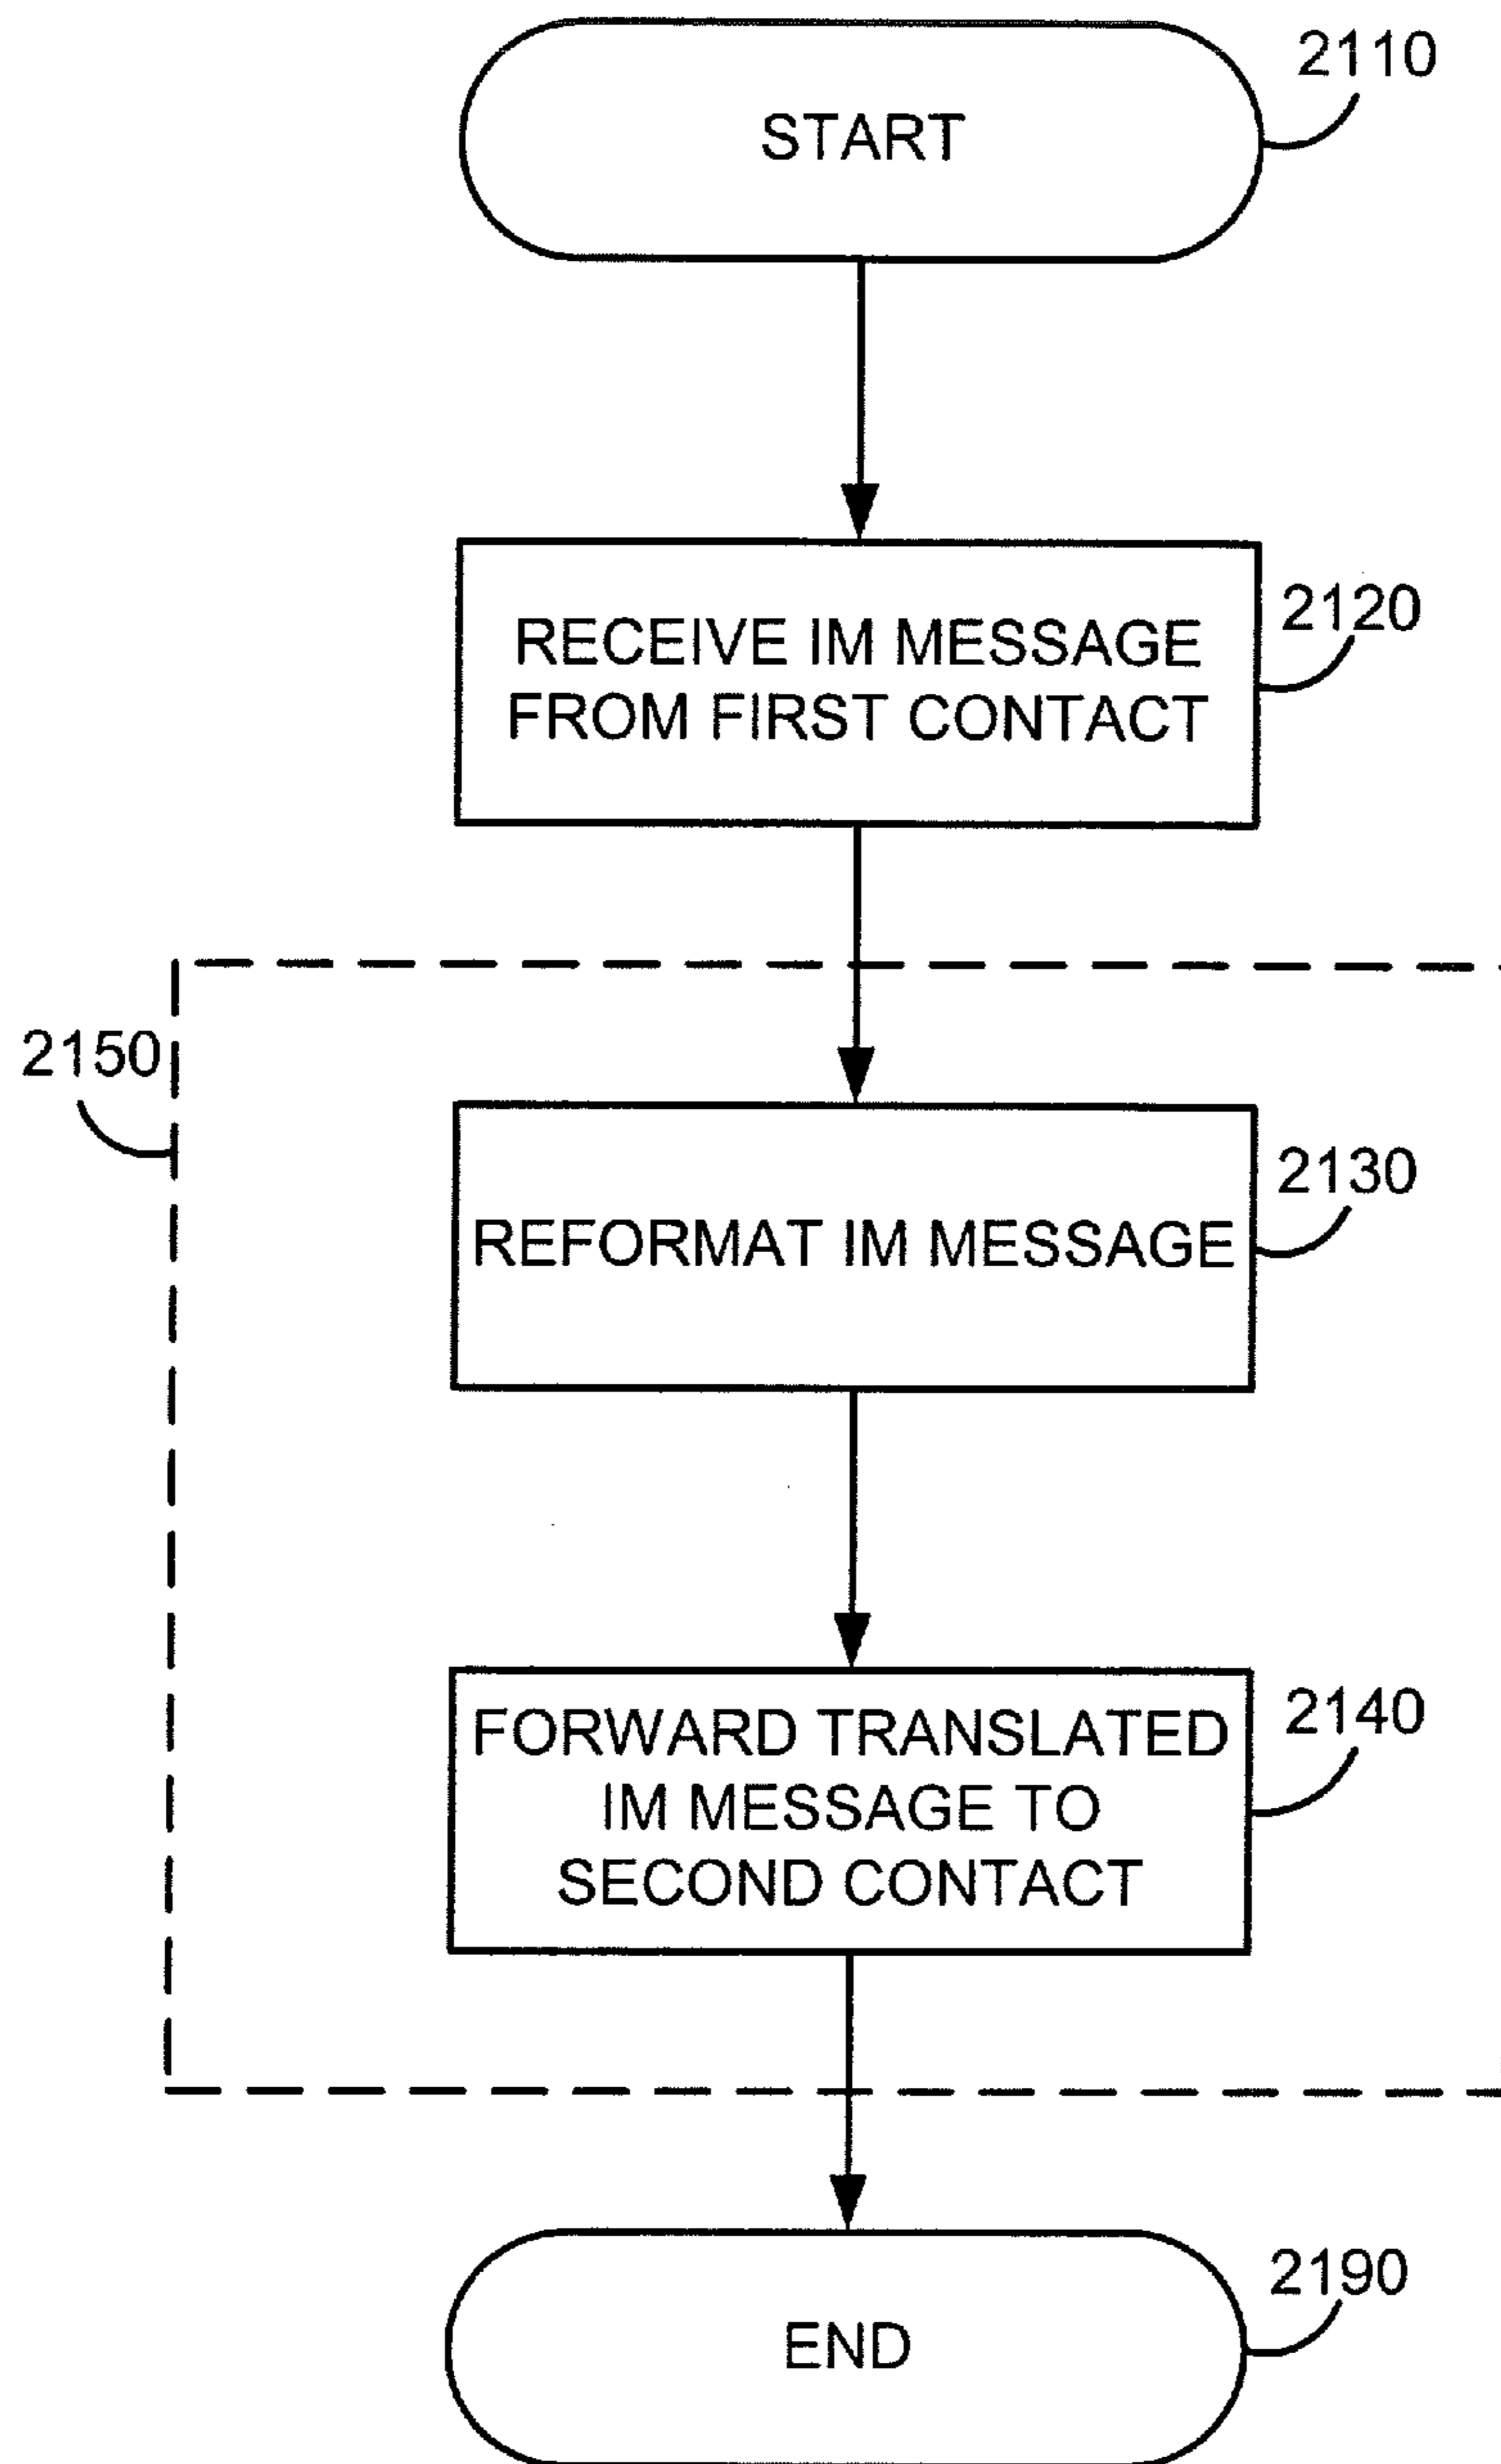 2110
START
2120
RECEIVE IM MESSAGE
FROM FIRST CONTACT
2150
2130
REFORMAT IM MESSAGE
2140
FORWARD TRANSLATED
IM MESSAGE TO
SECOND CONTACT
2190
END